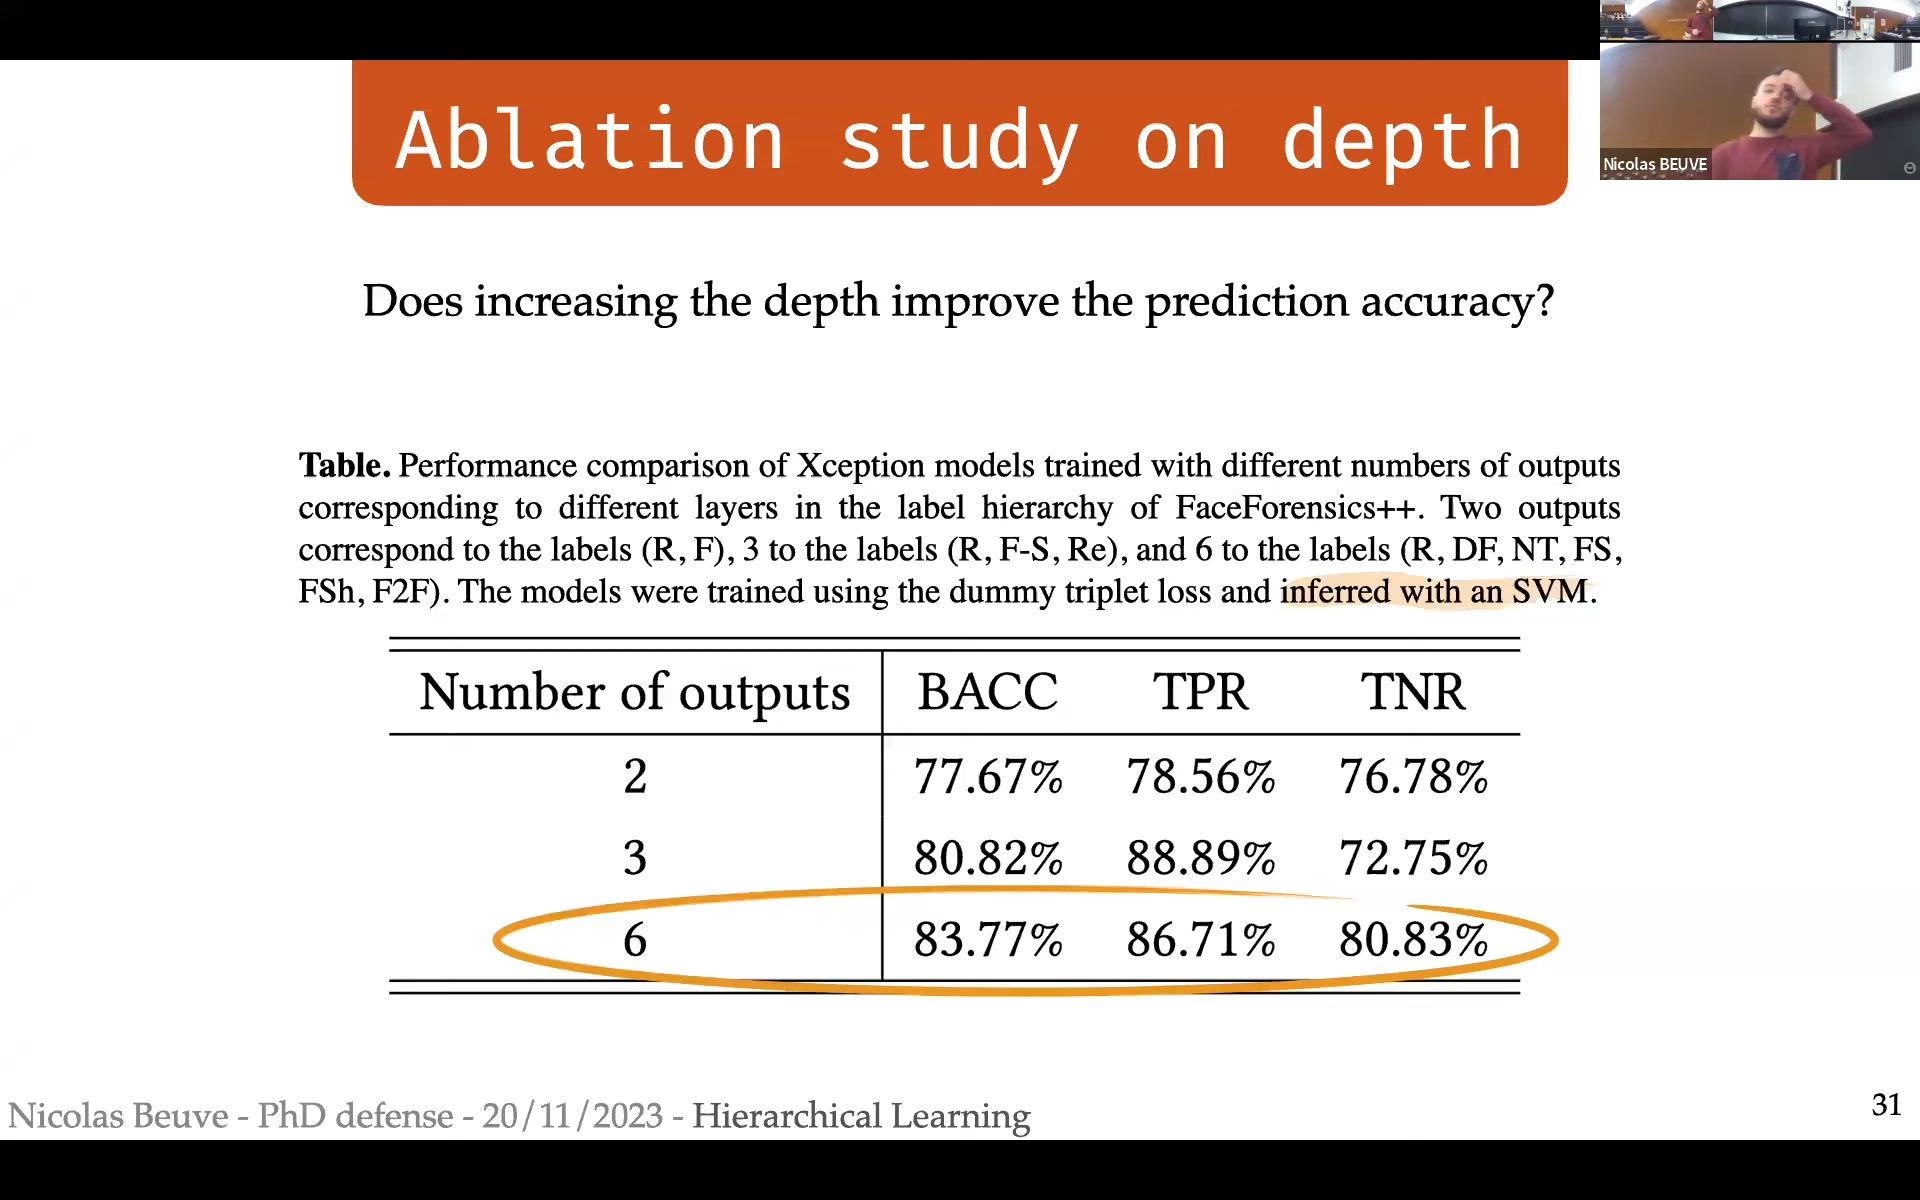 Ablation study on depth
Nicolas BEUVE
Does increasing the depth improve the prediction accuracy?
Table. Performance comparison of Xception models trained with different numbers of outputs
corresponding to different layers in the label hierarchy of FaceForensics++. Two outputs
correspond to the labels (R, F), 3 to the labels (R, F-S, Re), and 6 to the labels (R, DF, NT, FS,
FSh, F2F). The models were trained using the dummy triplet loss and inferred with an SVM.
Number of outputs BACC TPR TNR
2 77.67% 78.56% 76.78%
3 80.82% 88.89% 72.75%
6 83.77% 86.71% 80.83%
Nicolas Beuve - PhD defense - 20/11/2023 - Hierarchical Learning
31